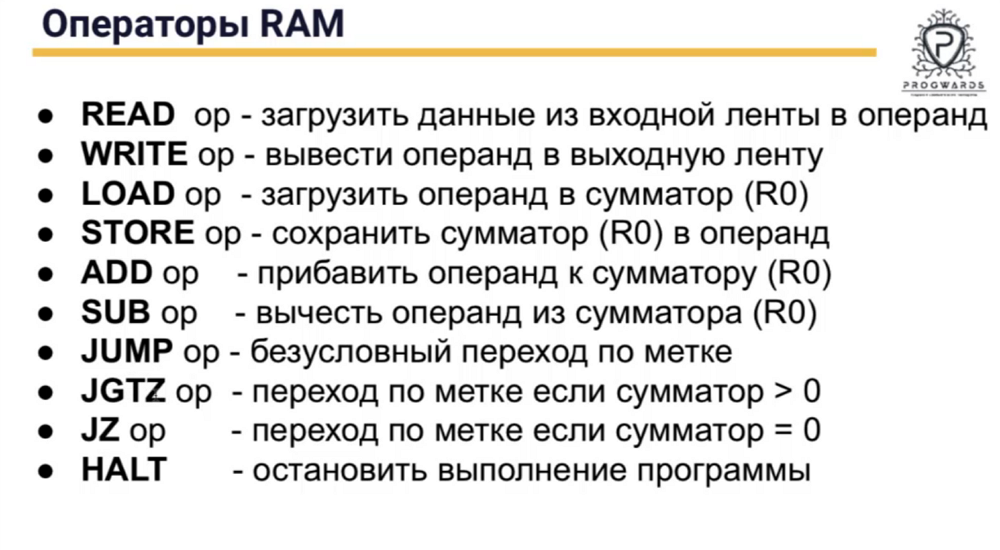 Операторы RAM
PROGWARDS
● READ op - загрузить данные из входной ленты в операнд
● WRITE op - вывести операнд в выходную ленту
● LOAD op - загрузить операнд в сумматор (R0)
● STORE op - сохранить сумматор (R0) в операнд
● ADD op - прибавить операнд к сумматору (R0)
● SUB op - вычесть операнд из сумматора (R0)
● JUMP op - безусловный переход по метке
● JGTZ op - переход по метке если сумматор > 0
● JZ op - переход по метке если сумматор = 0
● HALT - остановить выполнение программы